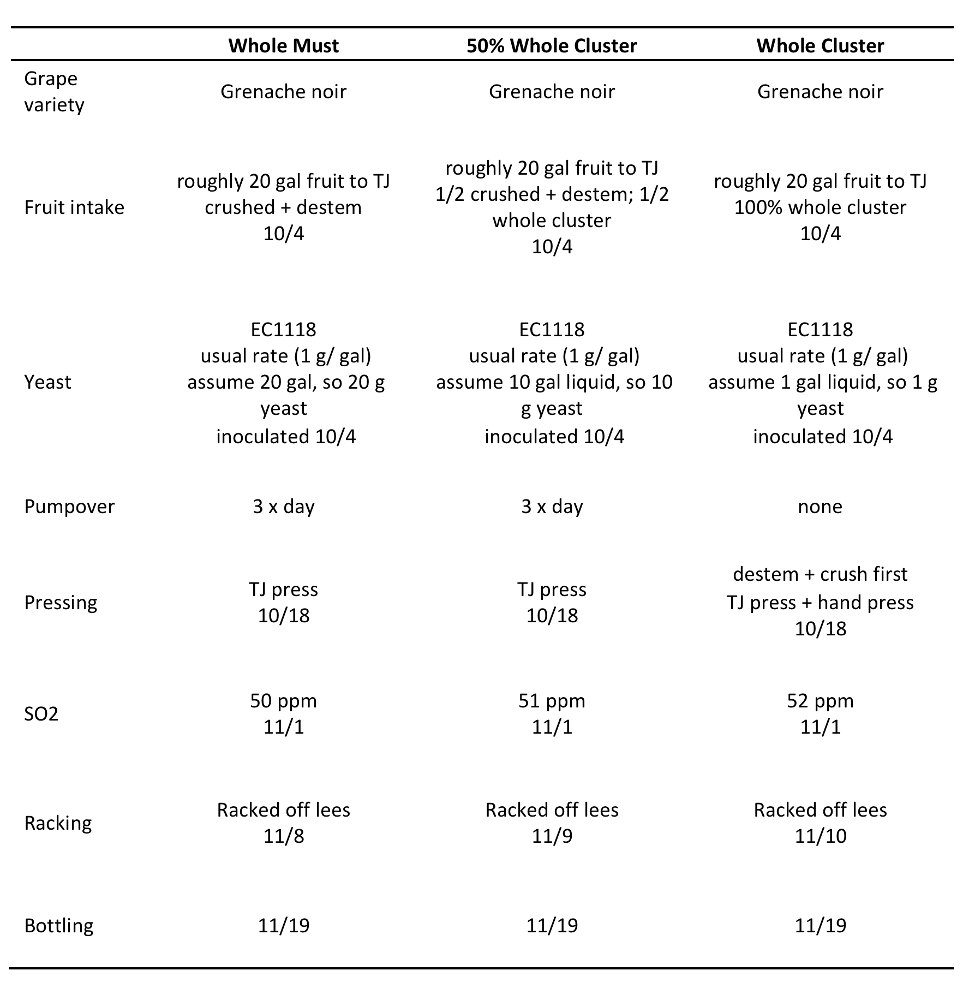 Whole Must 50% Whole Cluster Whole Cluster
Grape
variety
Grenache noir
Grenache noir
Grenache noir
Fruit intake
roughly 20 gal fruit to TJ
crushed + destem
10/4
roughly 20 gal fruit to TJ
1/2 crushed + destem; 1/2
whole cluster
10/4
roughly 20 gal fruit to TJ
100% whole cluster
10/4
Yeast
EC1118
usual rate (1 g/ gal)
assume 20 gal, so 20 g
yeast
inoculated 10/4
EC1118
usual rate (1 g/ gal)
assume 10 gal liquid, so 10
g yeast
inoculated 10/4
EC1118
usual rate (1 g/ gal)
assume 1 gal liquid, so 1 g
yeast
inoculated 10/4
Pumpover
3 x day
3 x day
none
Pressing
TJ press
10/18
TJ press
10/18
destem + crush first
TJ press + hand press
10/18
SO2
50 ppm
11/1
51 ppm
11/1
52 ppm
11/1
Racking
Racked off lees
11/8
Racked off lees
11/9
Racked off lees
11/10
Bottling
11/19
11/19
11/19